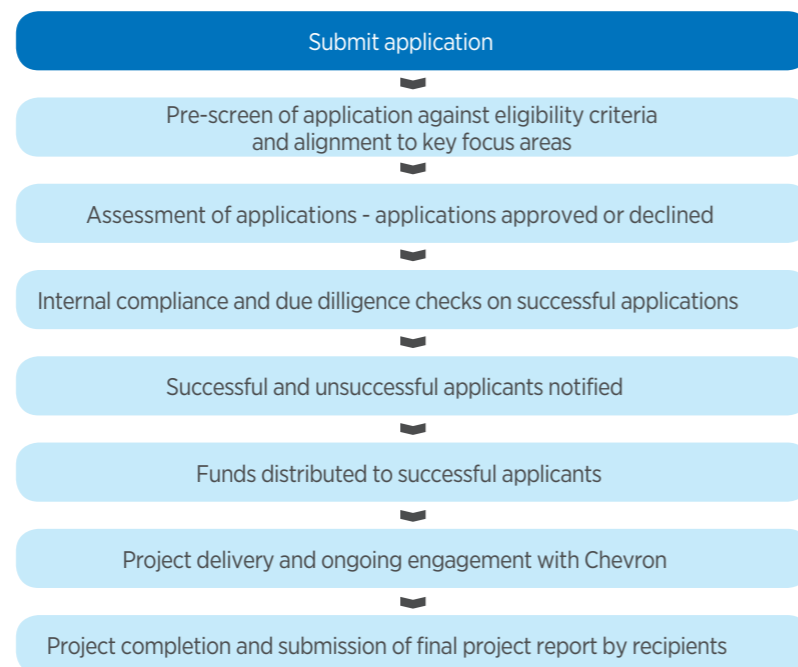 Submit application
Pre-screen of application against eligibility criteria
and alignment to key focus areas
Assessment of applications - applications approved or declined
Internal compliance and due dilligence checks on successful applications
Successful and unsuccessful applicants notified
Funds distributed to successful applicants
Project delivery and ongoing engagement with Chevron
Project completion and submission of final project report by recipients